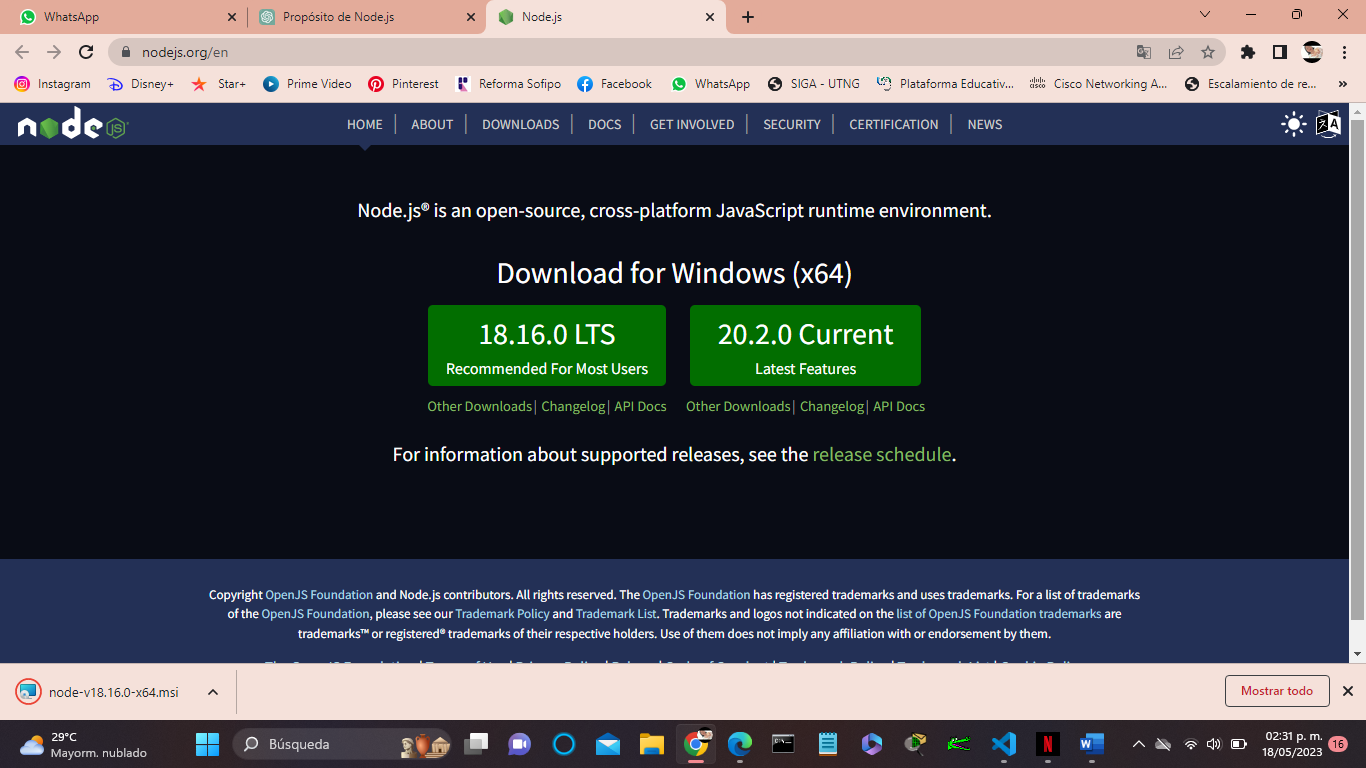 WhatsApp
Propósito de Node.js
Node.js
nodejs.org/en
Instagram
Disney+
Star+
Prime Video
Pinterest
Reforma Sofipo
Facebook
WhatsApp
SIGA - UTNG
Plataforma Educativ...
Cisco Networking A...
Escalamiento de re...
»
node JS
HOME | ABOUT | DOWNLOADS | DOCS | GET INVOLVED | SECURITY | CERTIFICATION | NEWS
Node.js® is an open-source, cross-platform JavaScript runtime environment.
Download for Windows (x64)
18.16.0 LTS
Recommended For Most Users
20.2.0 Current
Latest Features
Other Downloads | Changelog | API Docs
Other Downloads | Changelog | API Docs
For information about supported releases, see the release schedule.
Copyright OpenJS Foundation and Node.js contributors. All rights reserved. The OpenJS Foundation has registered trademarks and uses trademarks. For a list of trademarks
of the OpenJS Foundation, please see our Trademark Policy and Trademark List. Trademarks and logos not indicated on the list of OpenJS Foundation trademarks are
trademarks™ or registered® trademarks of their respective holders. Use of them does not imply any affiliation with or endorsement by them.
node-v18.16.0-x64.msi
Mostrar todo
29°C
Mayorm. nublado
Búsqueda
02:31 p. m.
18/05/2023
16